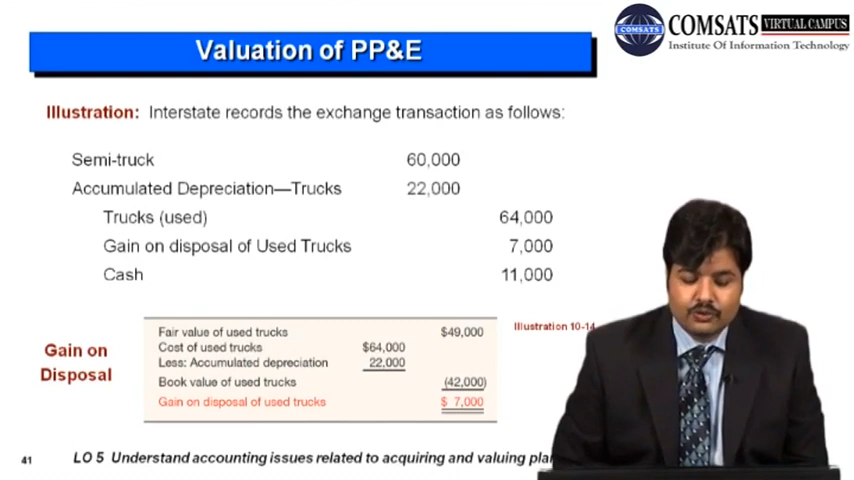 Valuation of PP&E
COMSATS VIRTUAL CAMPUS
COMSATS
Institute Of Information Technology
Illustration: Interstate records the exchange transaction as follows:
Semi-truck 60,000
Accumulated Depreciation—Trucks 22,000
Trucks (used) 64,000
Gain on disposal of Used Trucks 7,000
Cash 11,000
Gain on
Disposal
Fair value of used trucks $49,000
Cost of used trucks $64,000
Less: Accumulated depreciation 22,000
Book value of used trucks (42,000)
Gain on disposal of used trucks $ 7,000
Illustration 10-14
41 LO 5 Understand accounting issues related to acquiring and valuing